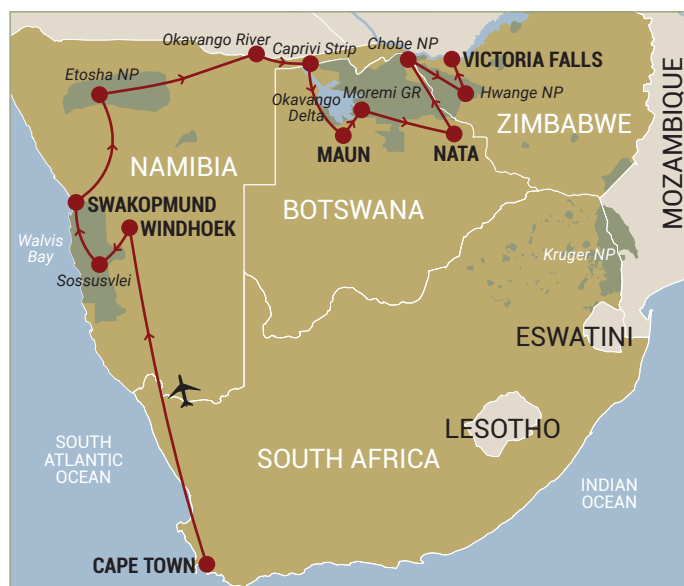 Okavango River
Caprivi Strip
Chobe NP
VICTORIA FALLS
Etosha NP
Okavango
Delta
Moremi GR
Hwange NP
ZIMBABWE
MOZAMBIQUE
NAMIBIA
MAUN
NATA
SWAKOPMUND
WINDHOEK
BOTSWANA
Walvis
Bay
Sossusvlei
Kruger NP
ESWATINI
LESOTHO
SOUTH
ATLANTIC
OCEAN
SOUTH AFRICA
INDIAN
OCEAN
CAPE TOWN